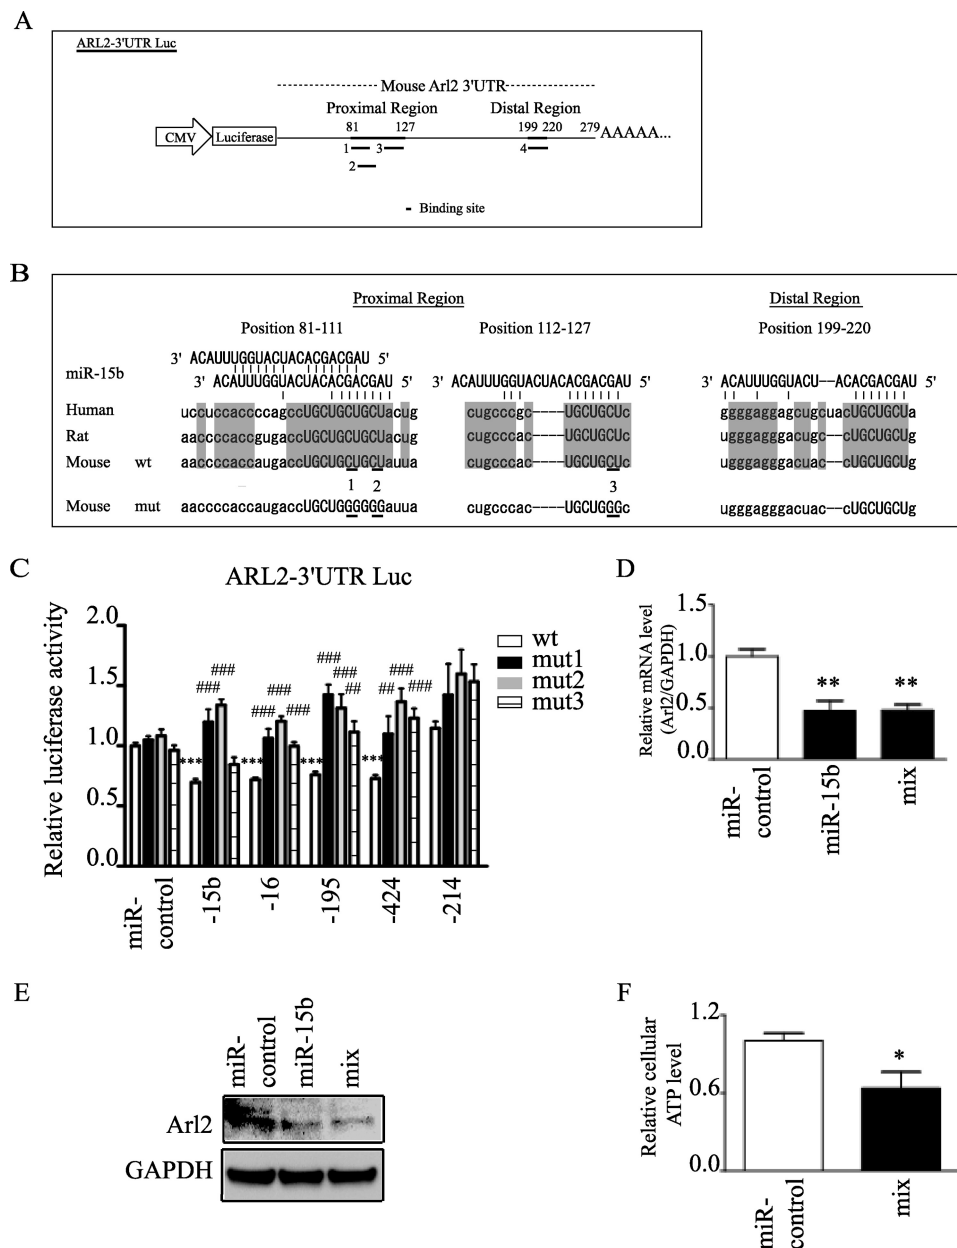 A
ARL2-3'UTR Luc
Mouse Arl2 3'UTR
Proximal Region Distal Region
81 127 199 220 279 AAAAA...
CMV Luciferase
1 3 4
2
Binding site
B
Proximal Region Distal Region
Position 81-111 Position 112-127 Position 199-220
3' ACAUUUGGUACUACACGACGAU 5'
miR-15b 3' ACAUUUGGUACUACACGACGAU 5' 3' ACAUUUGGUACUACACGACGAU 5' 3' ACAUUUGGUACU--ACACGACGAU 5'
Human uccuccaccccagccUGCUGCUGCUacug cugcccgc----UGCUGCUc ggggaggagcugcuacUGCUGCUa
Rat aaccccaccgugaccUGCUGCUGCUacug cugcccac----UGCUGCUc ugggagggacugc--cUGCUGCUg
Mouse wt aaccccaccaugaccUGCUGCUGCUauua cugcccac----UGCUGCUc ugggagggacuac--cUGCUGCUg
1 2 3
Mouse mut aaccccaccaugaccUGCUGGGGGGauua cugcccac----UGCUGGGc ugggagggacuac--cUGCUGCUg
C
ARL2-3'UTR Luc
Relative luciferase activity
2.0
1.5
1.0
0.5
0.0
wt
mut1
mut2
mut3
*** ### ###
*** ### ### ###
*** ### ### ##
*** ## ### ###
miR-control -15b -16 -195 -424 -214
D
Relative mRNA level
(Arl2/GAPDH)
1.5
1.0
0.5
0.0
** **
miR-control miR-15b mix
E
miR-control miR-15b mix
Arl2
GAPDH
F
Relative cellular
ATP level
1.2
0.6
0.0
*
miR-control mix